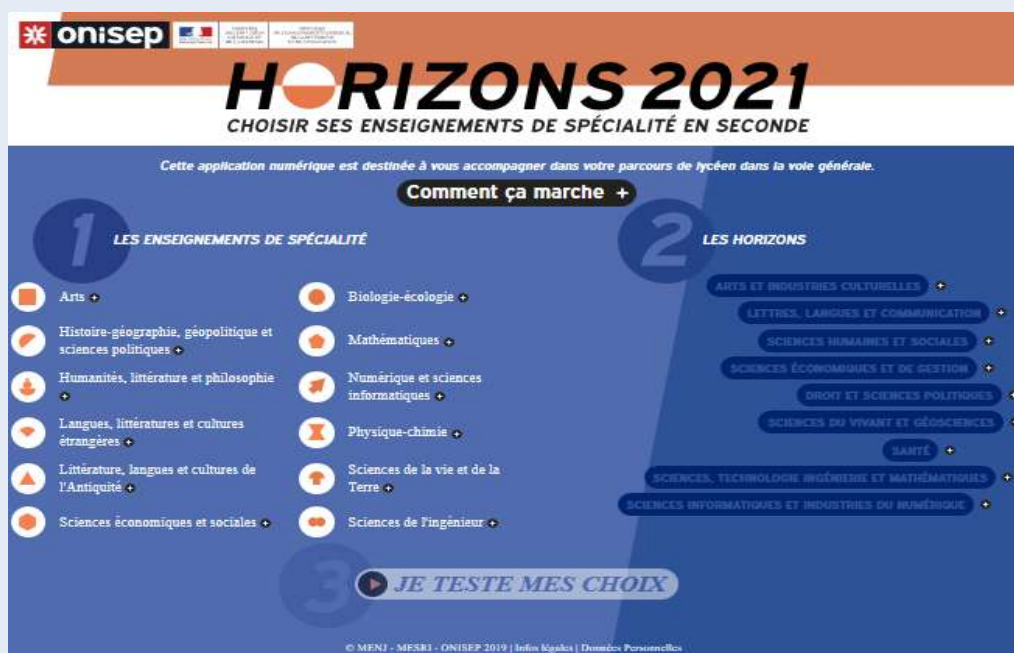 onisep
HORIZONS 2021
CHOISIR SES ENSEIGNEMENTS DE SPÉCIALITÉ EN SECONDE
Cette application numérique est destinée à vous accompagner dans votre parcours de lycéen dans la voie générale.
Comment ça marche +
1
LES ENSEIGNEMENTS DE SPÉCIALITÉ
Arts +
Histoire-géographie, géopolitique et
sciences politiques +
Humanités, littérature et philosophie
+
Langues, littératures et cultures
étrangères +
Littérature, langues et cultures de
l'Antiquité +
Sciences économiques et sociales +
Biologie-écologie +
Mathématiques +
Numérique et sciences
informatiques +
Physique-chimie +
Sciences de la vie et de la
Terre +
Sciences de l'ingénieur +
2
LES HORIZONS
ARTS ET INDUSTRIES CULTURELLES +
LETTRES, LANGUES ET COMMUNICATION +
SCIENCES HUMAINES ET SOCIALES +
SCIENCES ÉCONOMIQUES ET DE GESTION +
DROIT ET SCIENCES POLITIQUES +
SCIENCES DU VIVANT ET GÉOSCIENCES +
SANTÉ +
SCIENCES, TECHNOLOGIE INGÉNIERIE ET MATHÉMATIQUES +
SCIENCES INFORMATIQUES ET INDUSTRIES DU NUMÉRIQUE +
3
JE TESTE MES CHOIX
© MENJ - MESRI - ONISEP 2019 | Infos légales | Données Personnelles